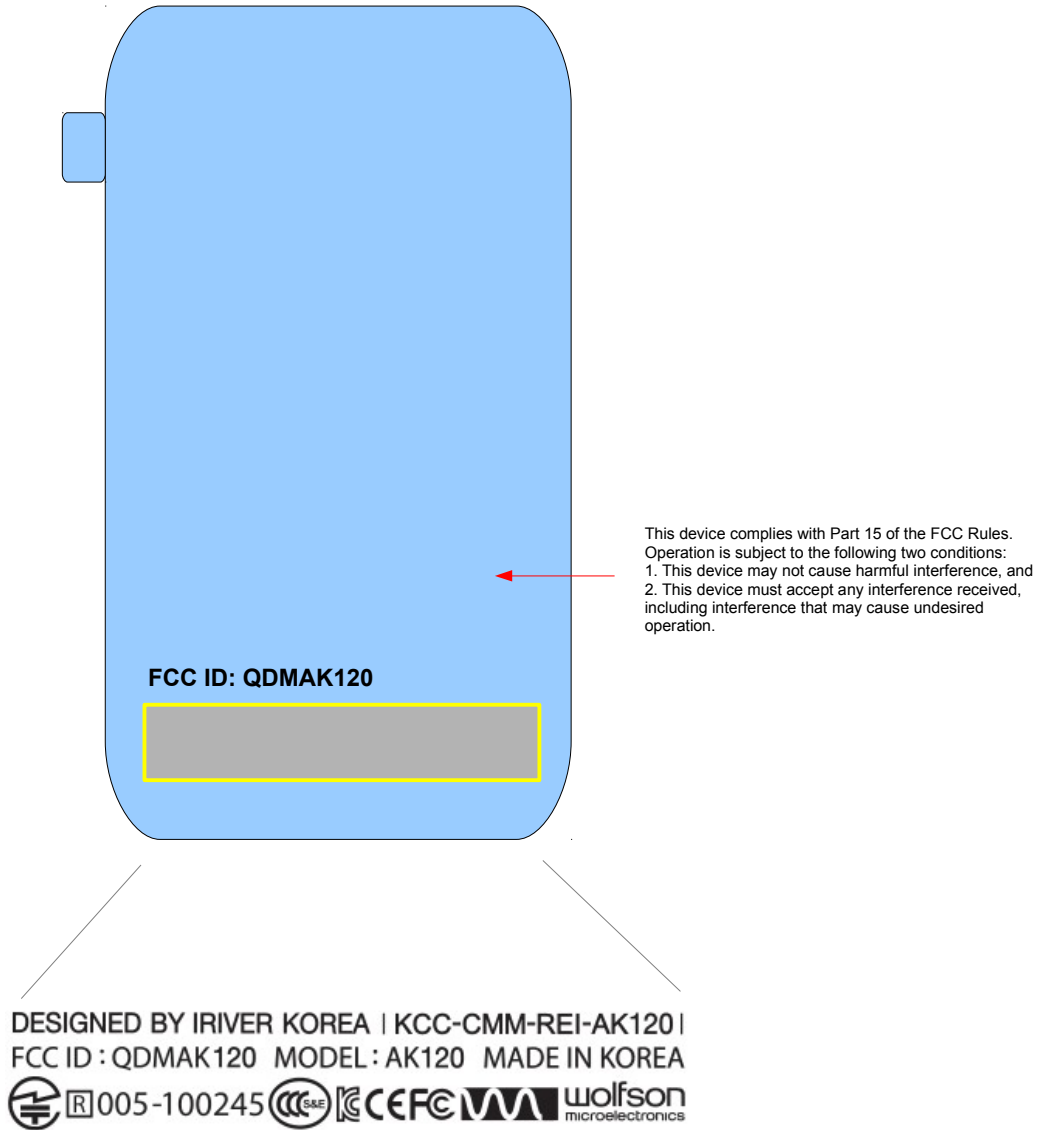 This device complies with Part 15 of the FCC Rules.
Operation is subject to the following two conditions:
1. This device may not cause harmful interference, and
2. This device must accept any interference received,
including interference that may cause undesired
operation.
FCC ID: QDMAK120
DESIGNED BY IRIVER KOREA | KCC-CMM-REI-AK120 |
FCC ID : QDMAK120 MODEL : AK120 MADE IN KOREA
R 005-100245 CCC S&E CE FC wolfson
microelectronics